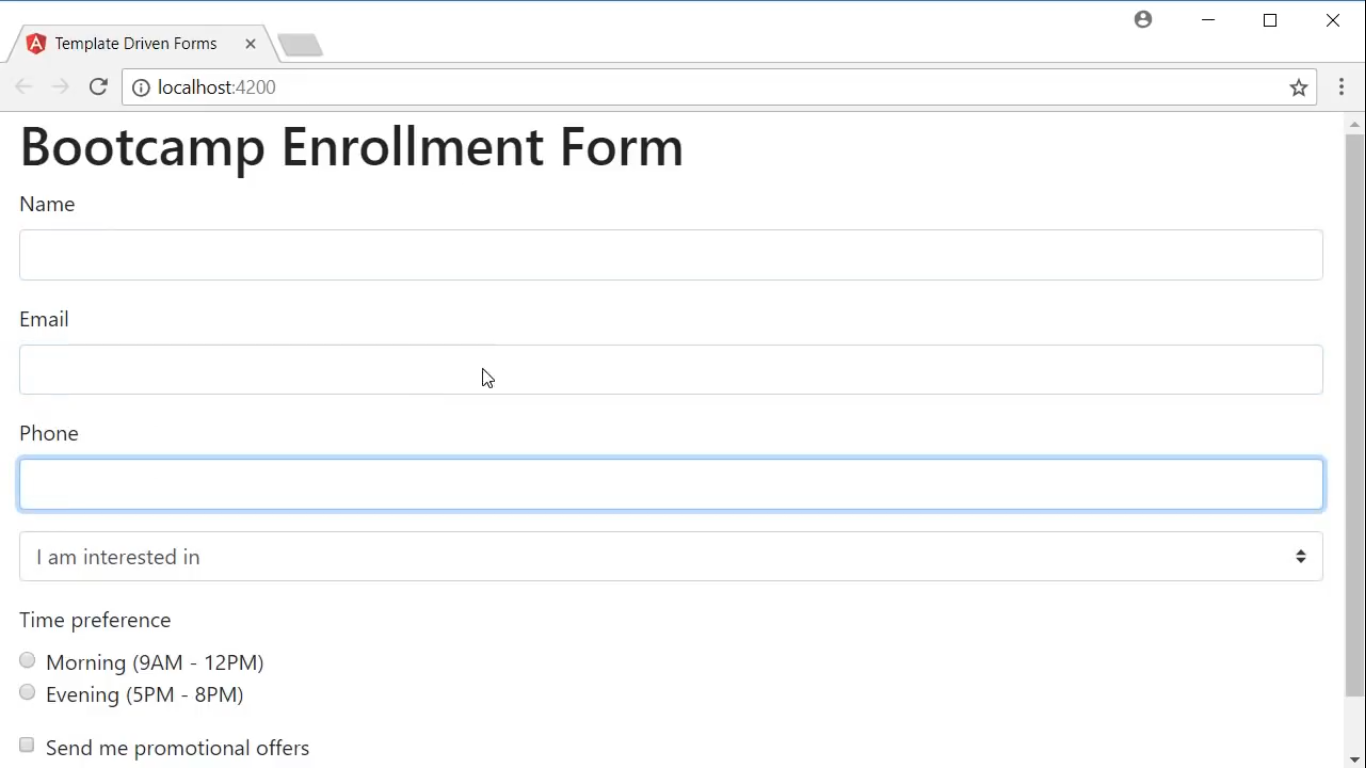 Template Driven Forms
localhost:4200
Bootcamp Enrollment Form
Name
Email
Phone
I am interested in
Time preference
Morning (9AM - 12PM)
Evening (5PM - 8PM)
Send me promotional offers